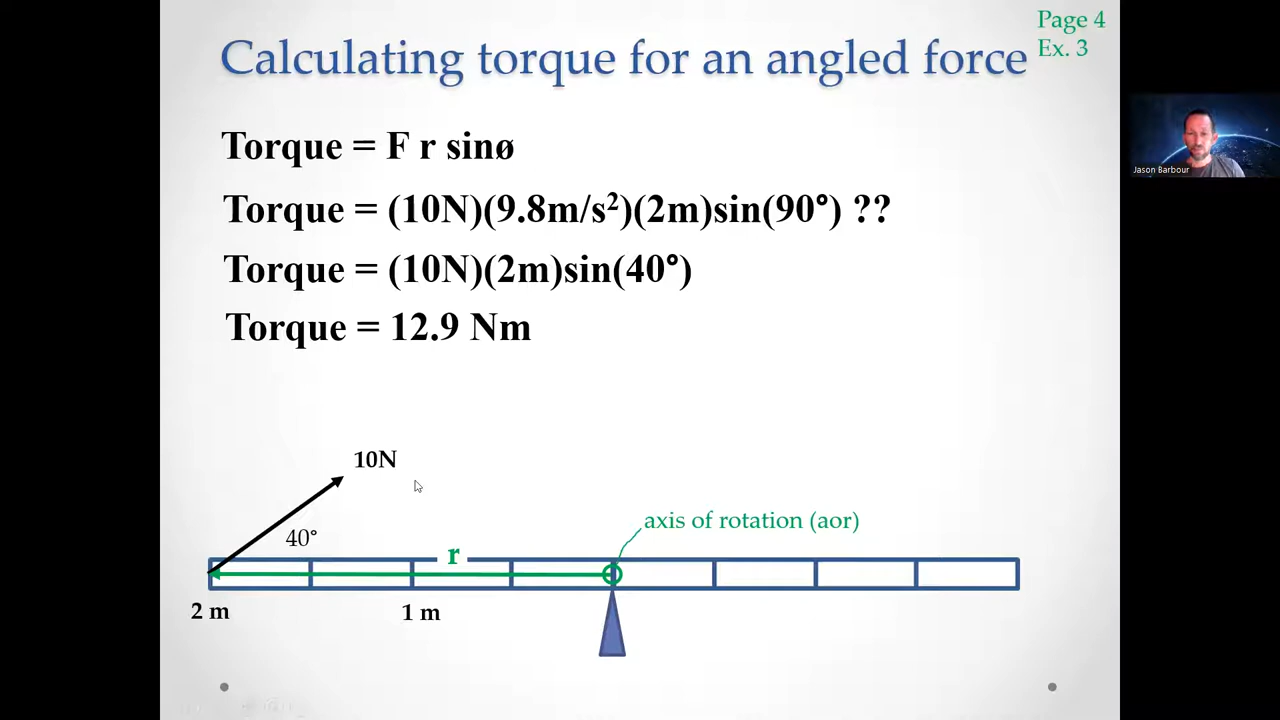 Page 4
Ex. 3
Calculating torque for an angled force
Torque = F r sinø
Torque = (10N)(9.8m/s²)(2m)sin(90°) ??
Torque = (10N)(2m)sin(40°)
Torque = 12.9 Nm
Jason Barbour
10N
40°
axis of rotation (aor)
r
2 m
1 m